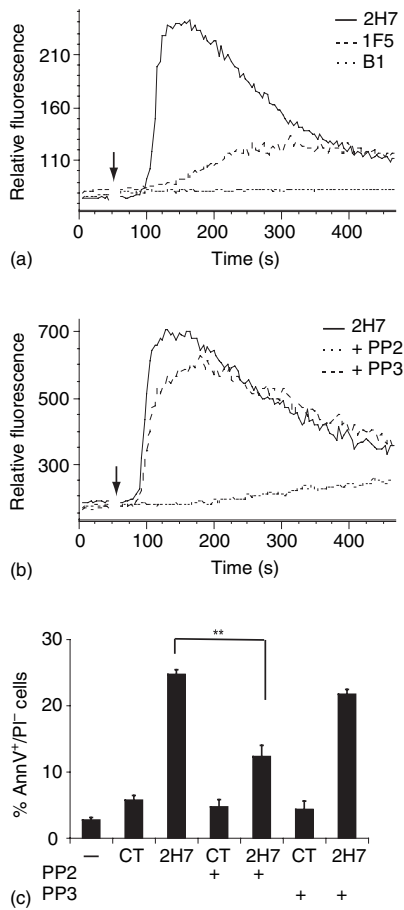 2H7
1F5
B1
Relative fluorescence
210
160
110
0 100 200 300 400
(a)
Time (s)
2H7
+ PP2
+ PP3
Relative fluorescence
700
500
300
0 100 200 300 400
(b)
Time (s)
% AnnV⁺/PI⁻ cells
30
20
10
0
**
– CT 2H7 CT 2H7 CT 2H7
PP2 + +
(c) PP3 + +